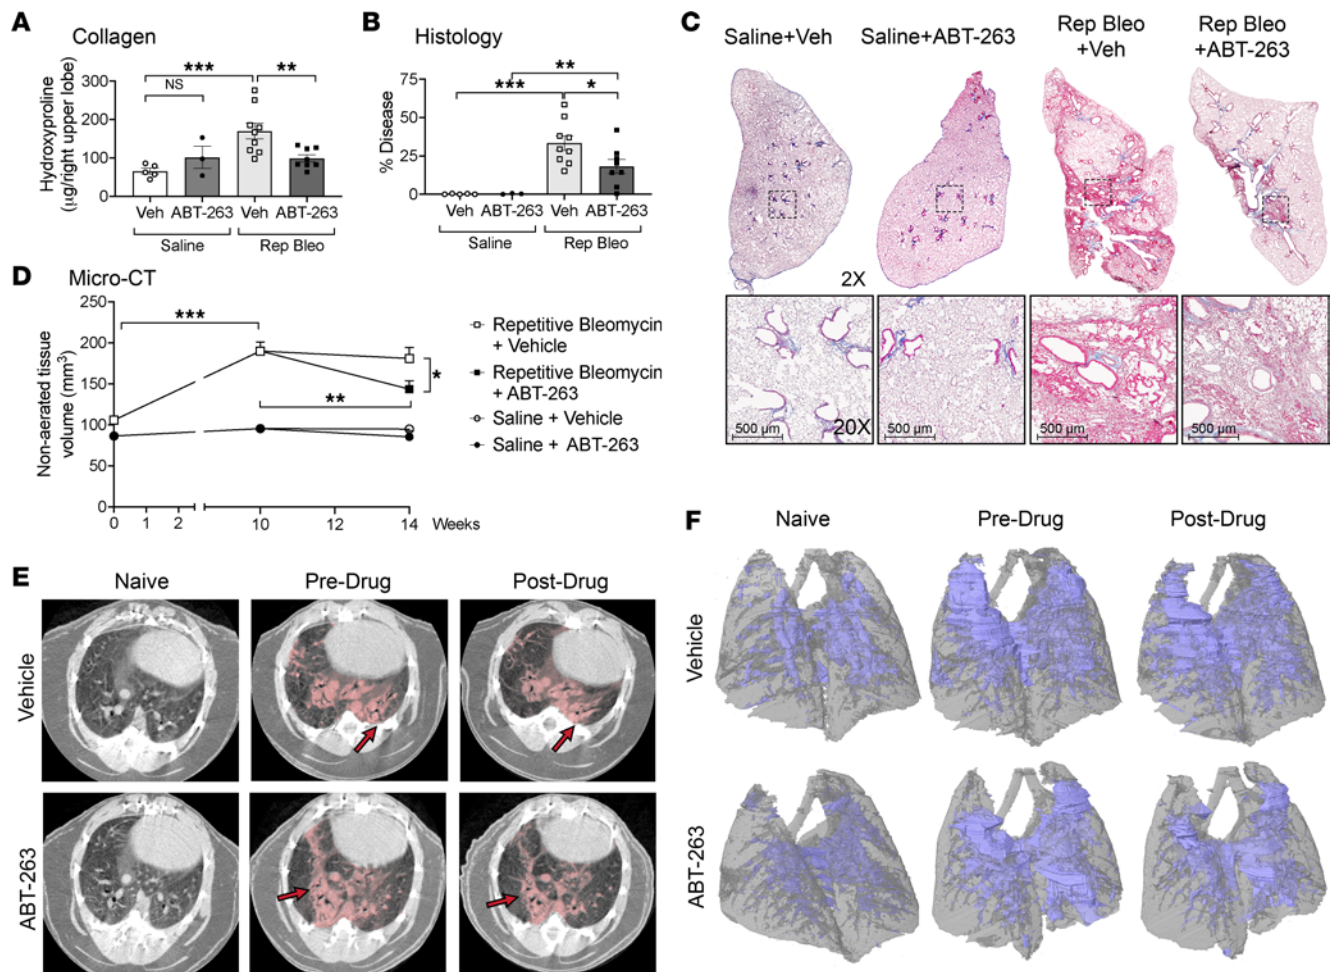 A
Collagen
***
NS
**
Hydroxyproline
(µg/right upper lobe)
300
200
100
0
Veh ABT-263 Veh ABT-263
Saline Rep Bleo
B
Histology
**
***
*
% Disease
75
50
25
0
Veh ABT-263 Veh ABT-263
Saline Rep Bleo
C
Saline+Veh
Saline+ABT-263
Rep Bleo
+Veh
Rep Bleo
+ABT-263
2X
20X
500 µm
500 µm
500 µm
500 µm
D
Micro-CT
Non-aerated tissue
volume (mm³)
250
200
150
100
50
0
***
**
*
0 1 2 10 12 14 Weeks
Repetitive Bleomycin
+ Vehicle
Repetitive Bleomycin
+ ABT-263
Saline + Vehicle
Saline + ABT-263
E
Naive Pre-Drug Post-Drug
Vehicle
ABT-263
F
Naive Pre-Drug Post-Drug
Vehicle
ABT-263